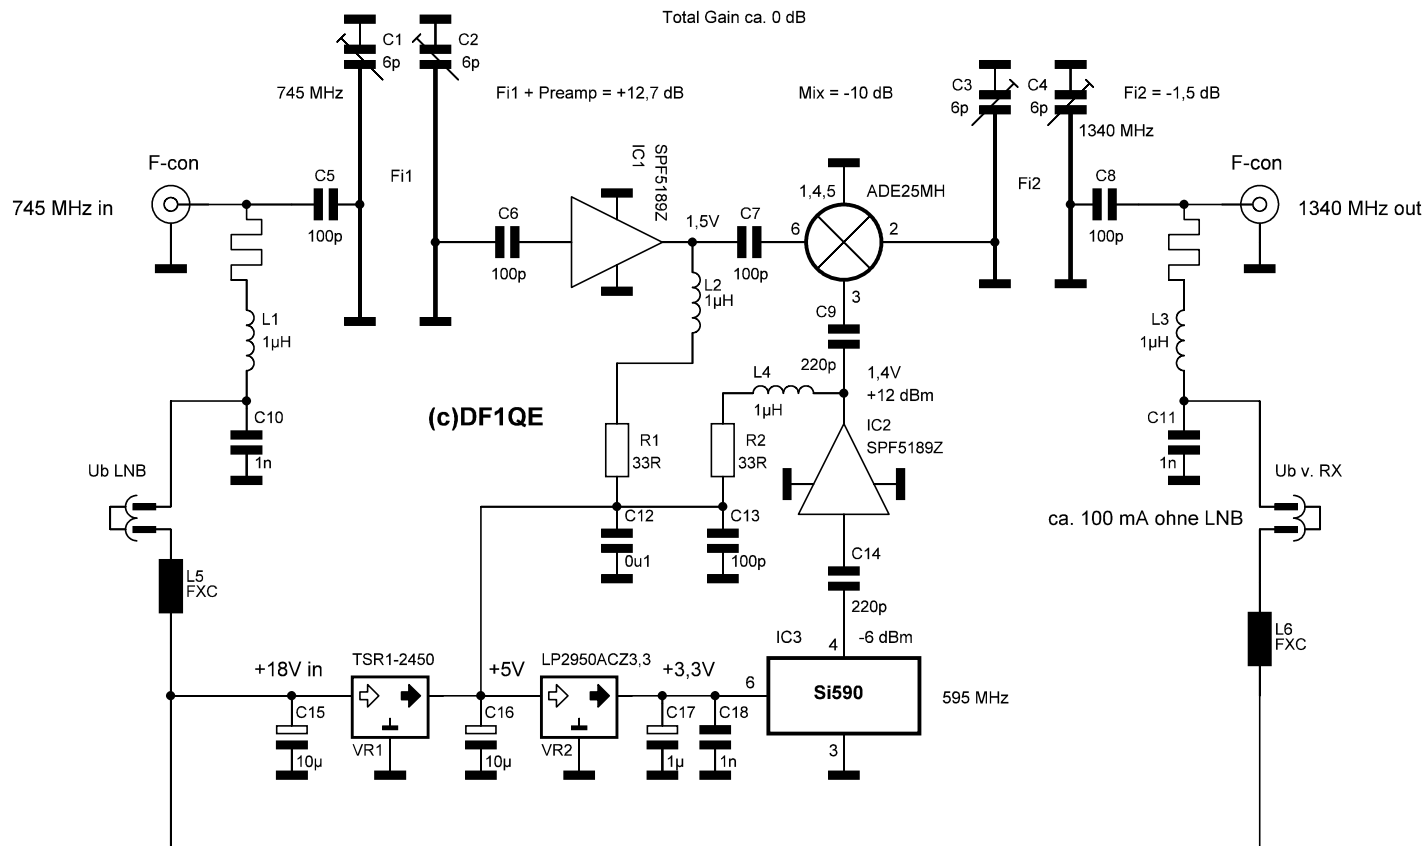 Total Gain ca. 0 dB
C1
6p
C2
6p
745 MHz
Fi1 + Preamp = +12,7 dB
Mix = -10 dB
C3
6p
C4
6p
Fi2 = -1,5 dB
1340 MHz
F-con
745 MHz in
C5
100p
Fi1
C6
100p
IC1
SPF5189Z
1,5V
C7
100p
1,4,5
ADE25MH
6
2
3
Fi2
C8
100p
F-con
1340 MHz out
L1
1µH
L2
1µH
C9
220p
L3
1µH
L4
1µH
1,4V
+12 dBm
(c)DF1QE
IC2
SPF5189Z
C10
1n
R1
33R
R2
33R
C11
1n
Ub LNB
Ub v. RX
ca. 100 mA ohne LNB
C12
0u1
C13
100p
C14
220p
L5
FXC
L6
FXC
IC3
4
-6 dBm
+18V in
TSR1-2450
+5V
LP2950ACZ3,3
+3,3V
6
Si590
595 MHz
C15
10µ
VR1
C16
10µ
VR2
C17
1µ
C18
1n
3